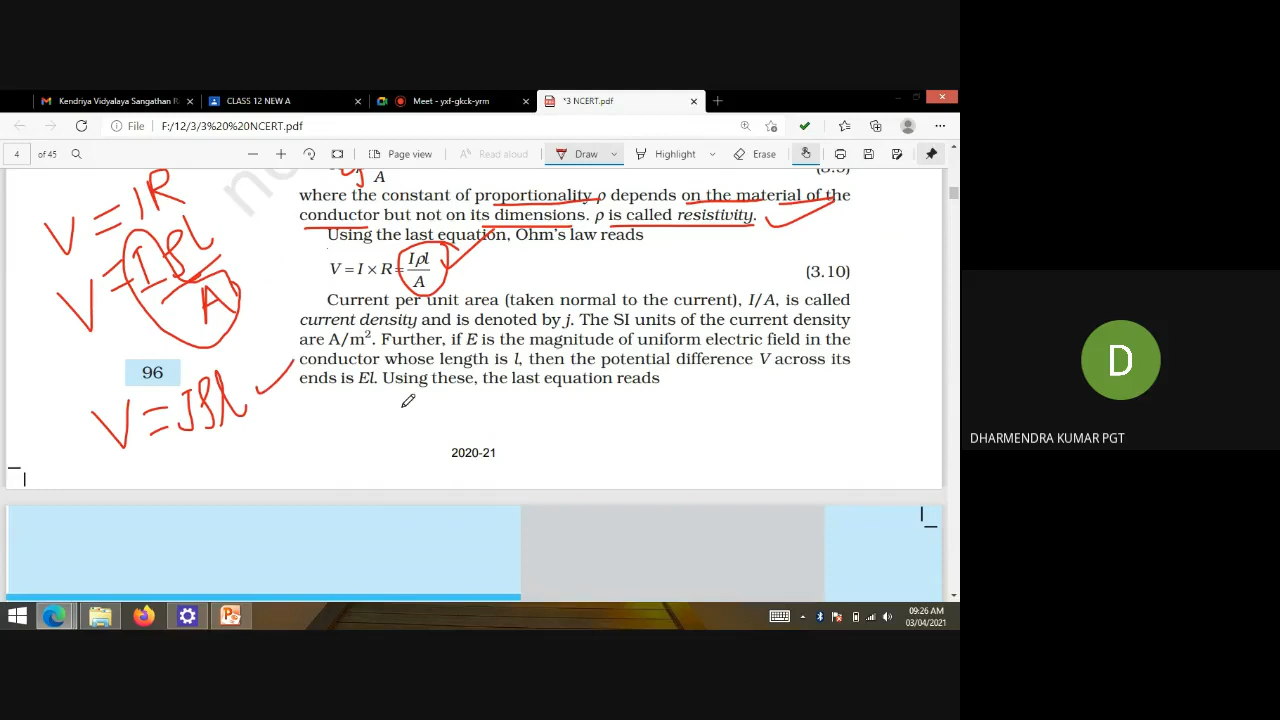 Kendriya Vidyalaya Sangathan R
CLASS 12 NEW A
Meet - yxf-gkck-yrm
*3 NCERT.pdf
File
F:/12/3/3%20%20NCERT.pdf
4 of 45
Page view
Read aloud
Draw
Highlight
Erase
A
where the constant of proportionality ρ depends on the material of the
conductor but not on its dimensions. ρ is called resistivity.
Using the last equation, Ohm's law reads
V = I × R = Iρl / A (3.10)
Current per unit area (taken normal to the current), I/A, is called
current density and is denoted by j. The SI units of the current density
are A/m². Further, if E is the magnitude of uniform electric field in the
conductor whose length is l, then the potential difference V across its
ends is El. Using these, the last equation reads
V = IR
V = Iρl / A
96
V = Jρl
2020-21
D
DHARMENDRA KUMAR PGT
09:26 AM
03/04/2021